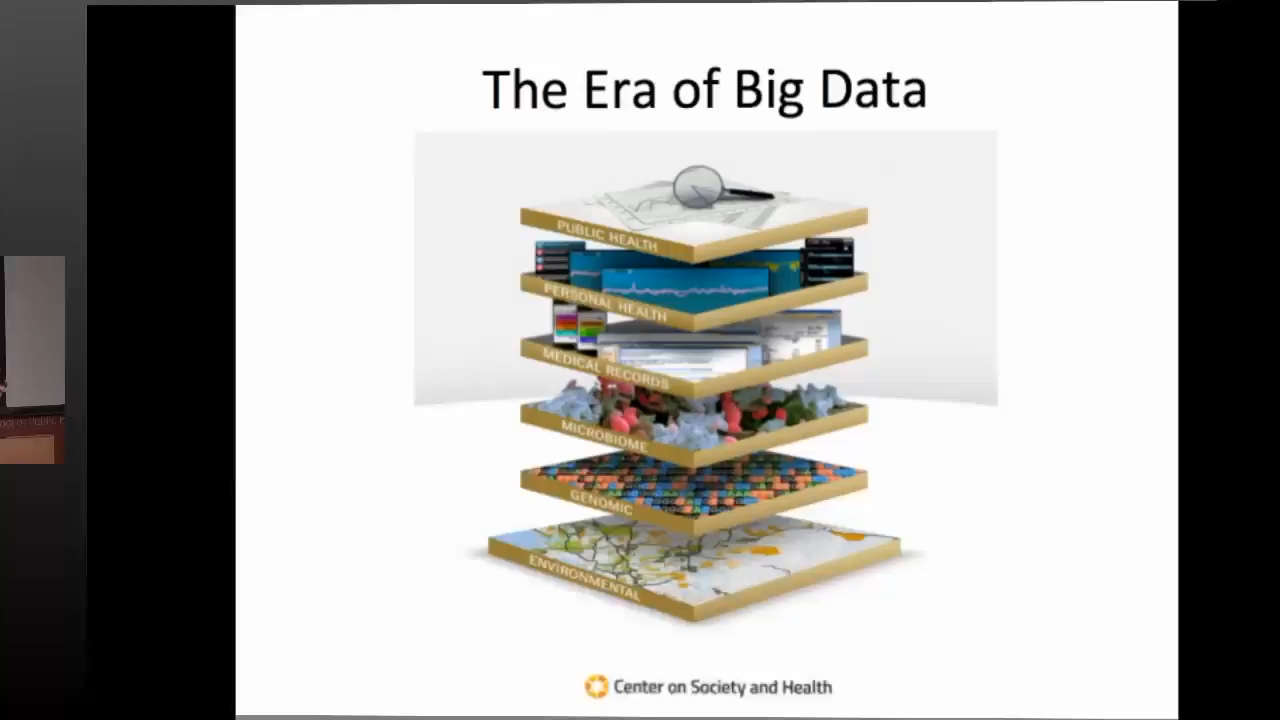 The Era of Big Data
PUBLIC HEALTH
PERSONAL HEALTH
MEDICAL RECORDS
MICROBIOME
GENOMIC
ENVIRONMENTAL
Center on Society and Health